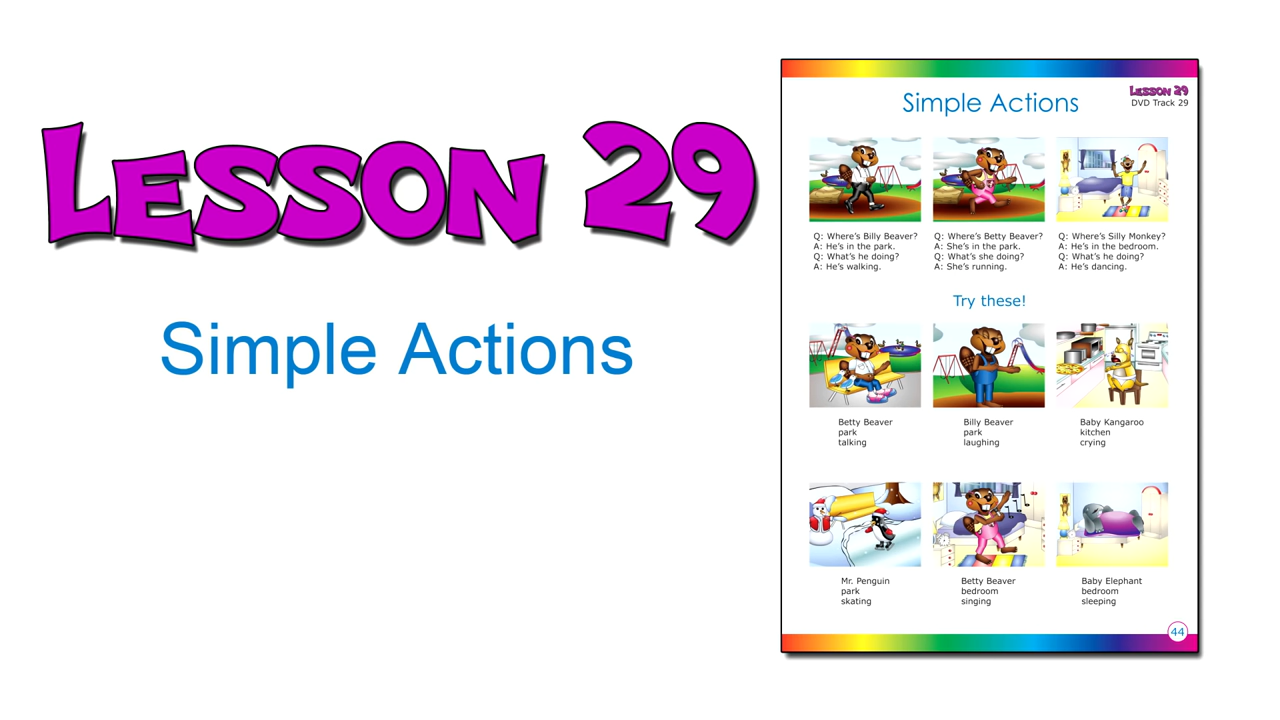 LESSON 29
Simple Actions
LESSON 29
DVD Track 29
Simple Actions
Q: Where's Billy Beaver?
A: He's in the park.
Q: What's he doing?
A: He's walking.
Q: Where's Betty Beaver?
A: She's in the park.
Q: What's she doing?
A: She's running.
Q: Where's Silly Monkey?
A: He's in the bedroom.
Q: What's he doing?
A: He's dancing.
Try these!
Betty Beaver
park
talking
Billy Beaver
park
laughing
Baby Kangaroo
kitchen
crying
Mr. Penguin
park
skating
Betty Beaver
bedroom
singing
Baby Elephant
bedroom
sleeping
44